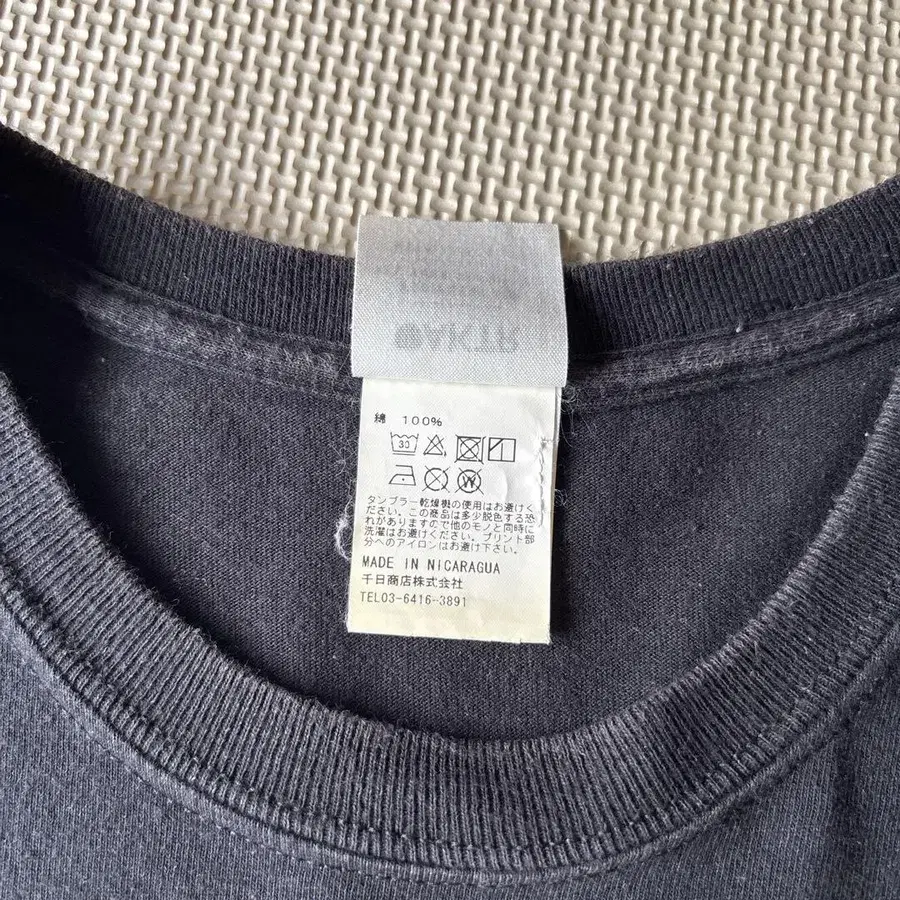 綿 100%
30
W
タンブラー乾燥機の使用はお避けく
ださい。この商品は多少脱色する恐
れがありますので他のモノと同時に
洗濯はお避けください。プリント部
分へのアイロンはお避け下さい。
MADE IN NICARAGUA
千日商店株式会社
TEL03-6416-3891